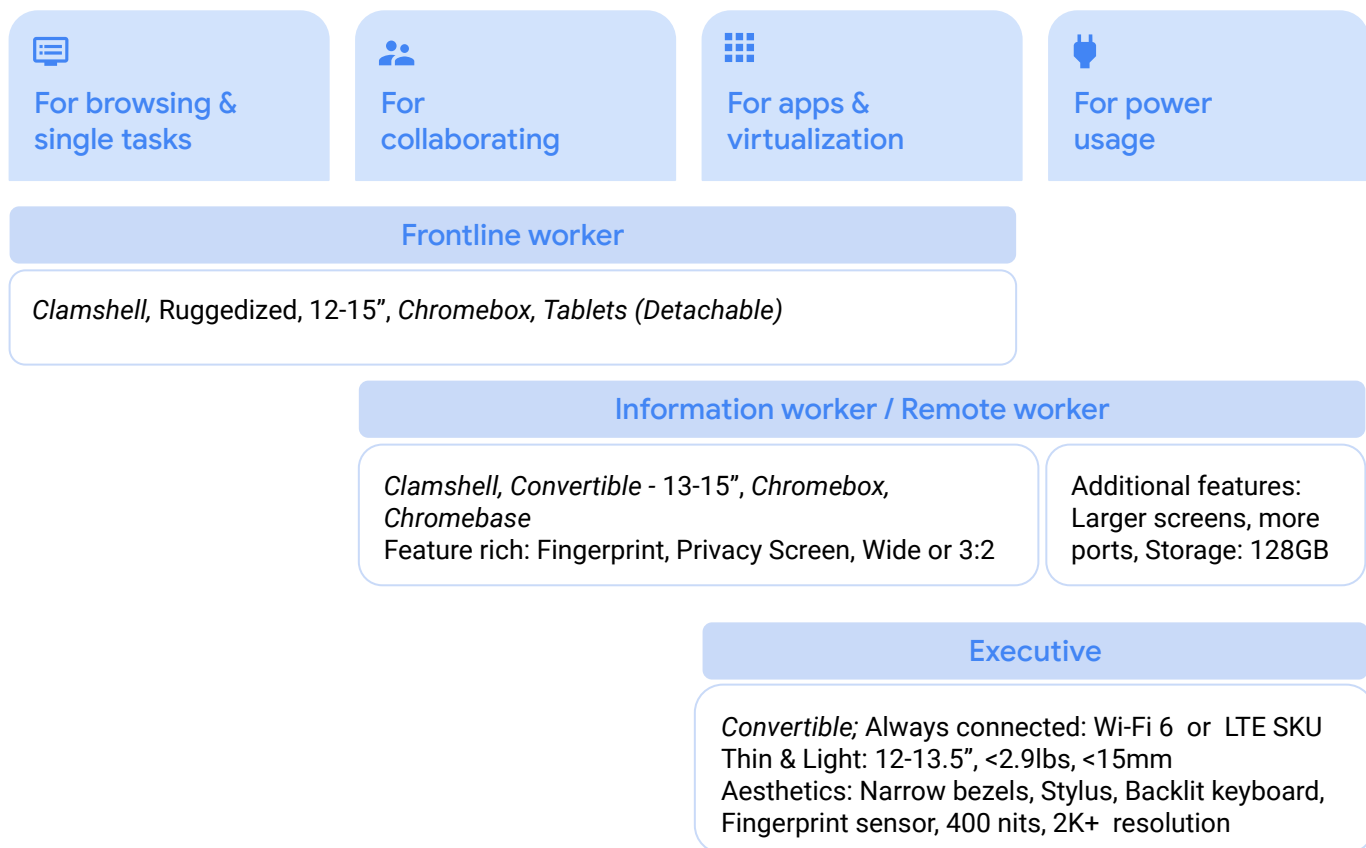 For browsing &
single tasks
For
collaborating
For apps &
virtualization
For power
usage
Frontline worker
Clamshell, Ruggedized, 12-15”, Chromebox, Tablets (Detachable)
Information worker / Remote worker
Clamshell, Convertible - 13-15”, Chromebox,
Chromebase
Feature rich: Fingerprint, Privacy Screen, Wide or 3:2
Additional features:
Larger screens, more
ports, Storage: 128GB
Executive
Convertible; Always connected: Wi-Fi 6 or LTE SKU
Thin & Light: 12-13.5”, <2.9lbs, <15mm
Aesthetics: Narrow bezels, Stylus, Backlit keyboard,
Fingerprint sensor, 400 nits, 2K+ resolution